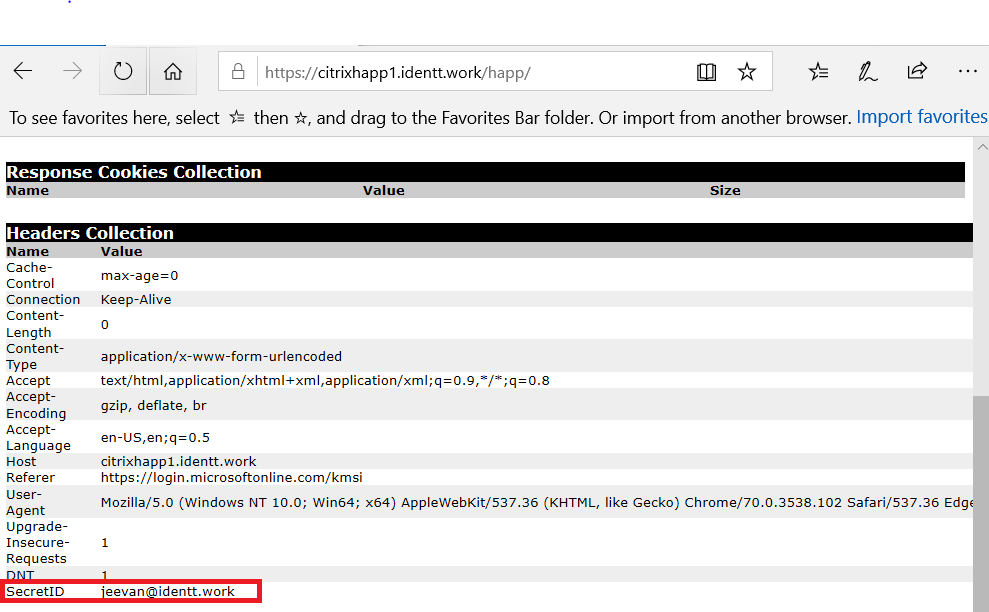 https://citrixhapp1.identt.work/happ/
To see favorites here, select then , and drag to the Favorites Bar folder. Or import from another browser. Import favorites
Response Cookies Collection
Name Value Size
Headers Collection
Name Value
Cache-
Control max-age=0
Connection Keep-Alive
Content-
Length 0
Content-
Type application/x-www-form-urlencoded
Accept text/html,application/xhtml+xml,application/xml;q=0.9,*/*;q=0.8
Accept-
Encoding gzip, deflate, br
Accept-
Language en-US,en;q=0.5
Host citrixhapp1.identt.work
Referer https://login.microsoftonline.com/kmsi
User-
Agent Mozilla/5.0 (Windows NT 10.0; Win64; x64) AppleWebKit/537.36 (KHTML, like Gecko) Chrome/70.0.3538.102 Safari/537.36 Edge
Upgrade-
Insecure-
Requests 1
DNT 1
SecretID jeevan@identt.work